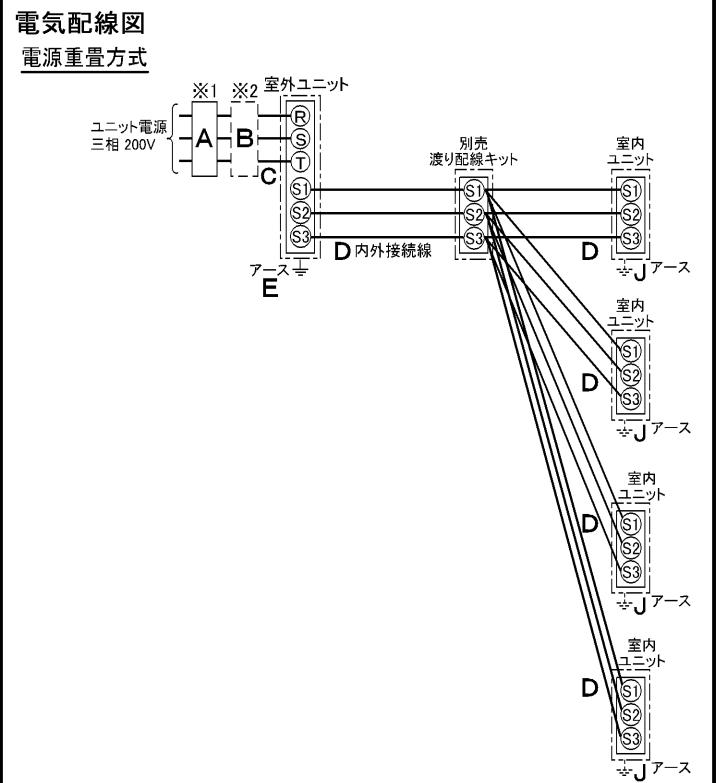 電気配線図
電源重畳方式
※1 ※2 室外ユニット
ユニット電源
三相 200V
A B C
R
S
T
S1
S2
S3
アース
E
D 内外接続線
別売
渡り配線キット
S1
S2
S3
室内
ユニット
S1
S2
S3
D
J アース
室内
ユニット
S1
S2
S3
D
J アース
室内
ユニット
S1
S2
S3
D
J アース
室内
ユニット
S1
S2
S3
D
J アース